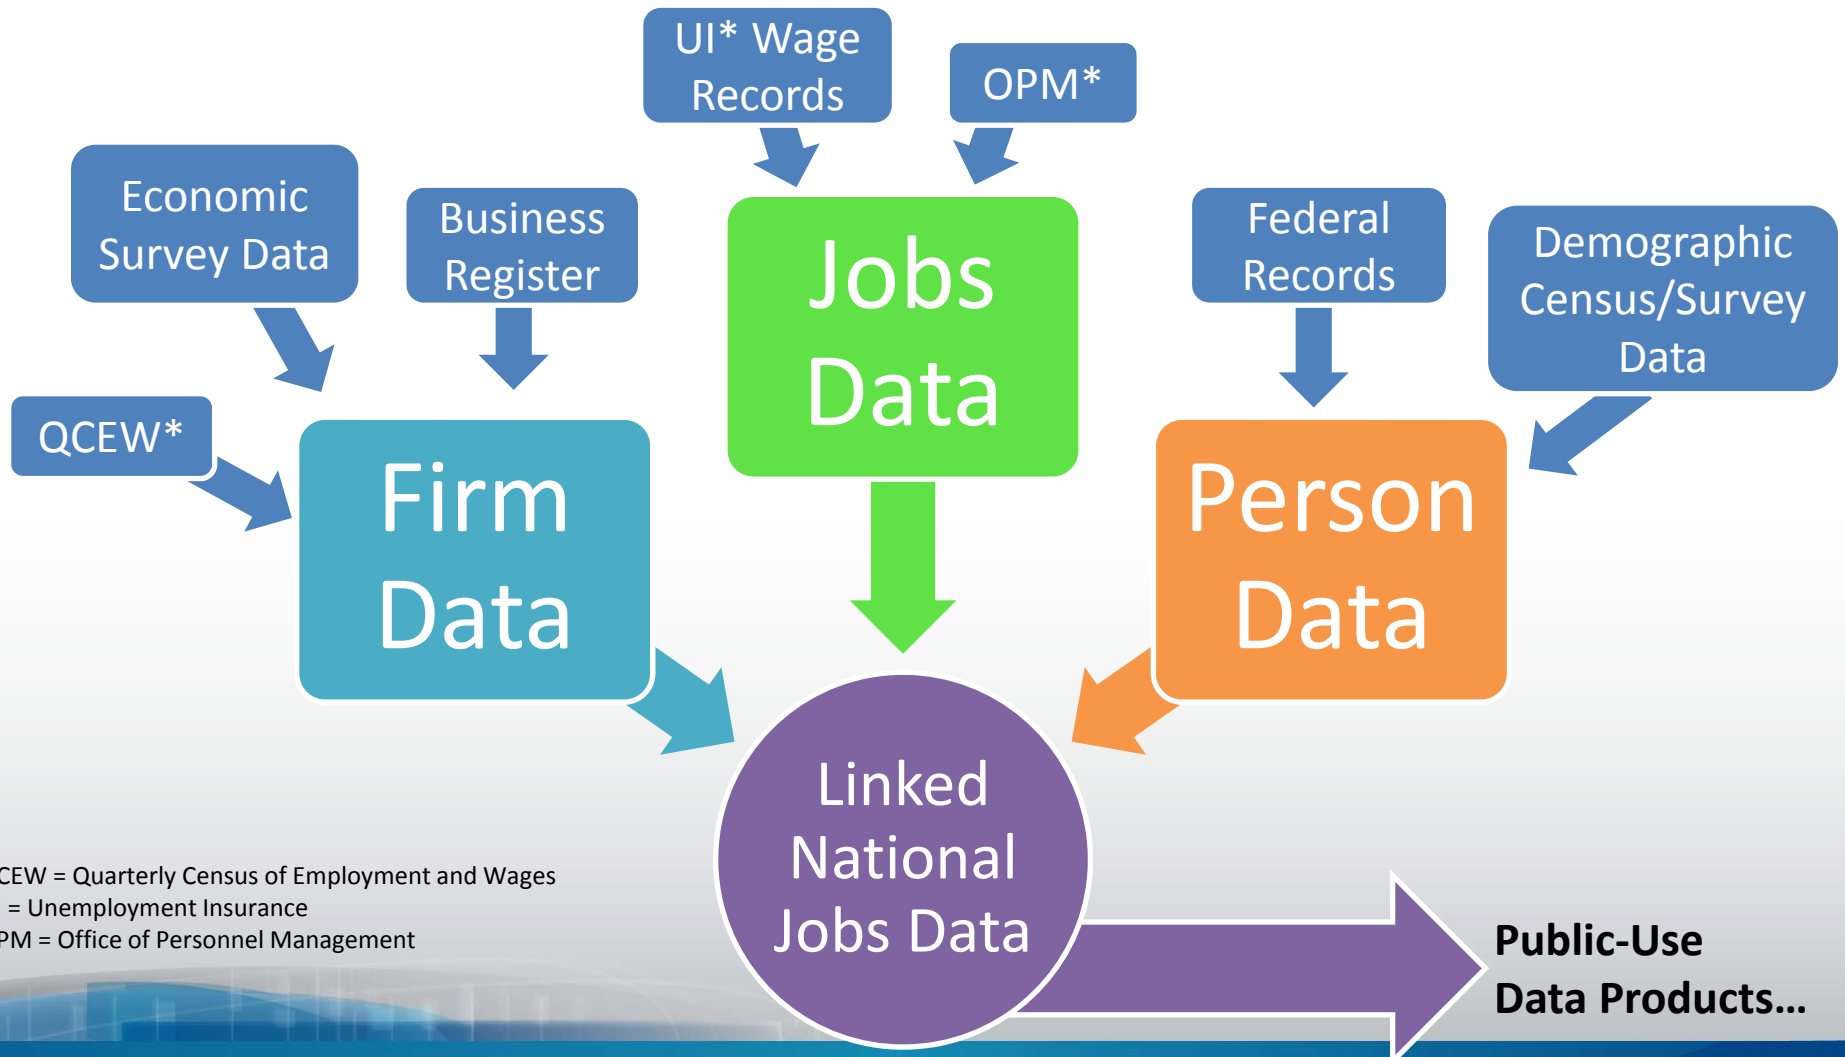 UI* Wage
Records
OPM*
Economic
Survey Data
Business
Register
Jobs
Data
Federal
Records
Demographic
Census/Survey
Data
QCEW*
Firm
Data
Person
Data
Linked
National
Jobs Data
CEW = Quarterly Census of Employment and Wages
= Unemployment Insurance
PM = Office of Personnel Management
Public-Use
Data Products...